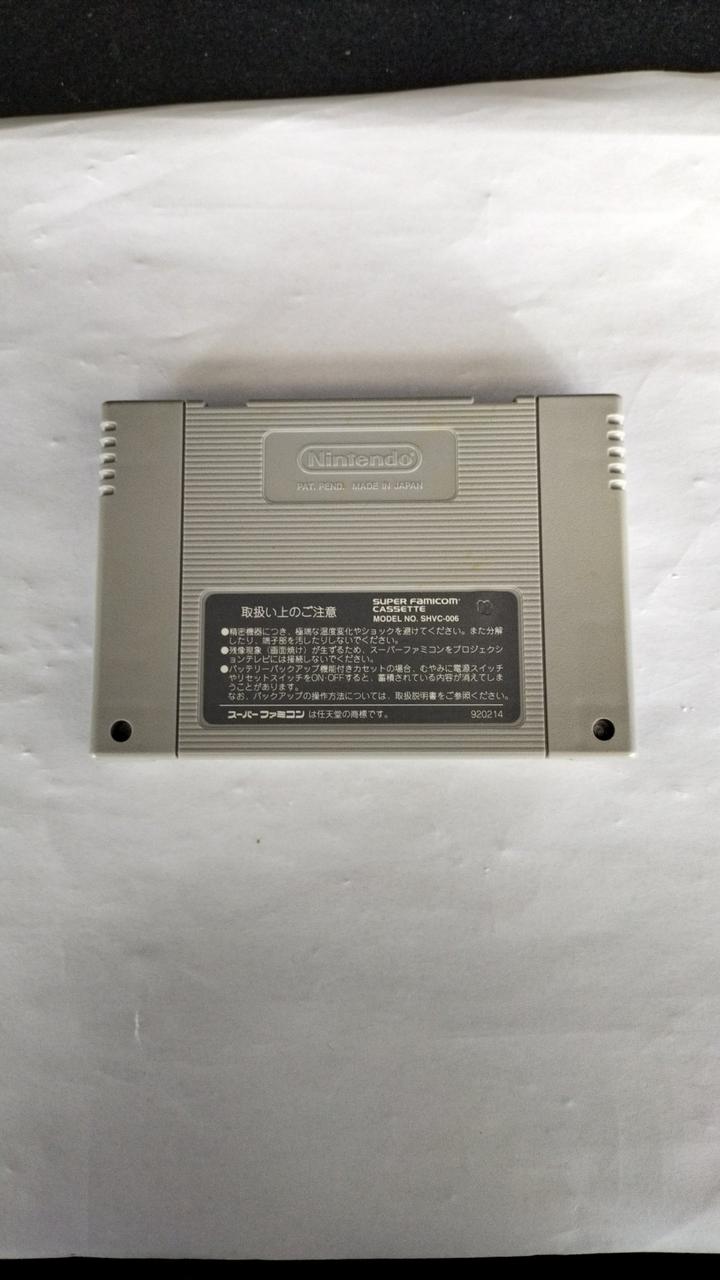 Nintendo
PAT. PEND. MADE IN JAPAN
取扱い上のご注意
SUPER FAMICOM
CASSETTE
MODEL NO. SHVC-006
●精密機器につき、極端な温度変化やショックを避けてください。また分解
したり、端子部を汚したりしないでください。
●残像現象（画面焼け）が生ずるため、スーパーファミコンをプロジェクシ
ョンテレビには接続しないでください。
●バッテリーバックアップ機能付きカセットの場合、むやみに電源スイッチ
やリセットスイッチをON・OFFすると、蓄積されている内容が消えてしま
うことがあります。
なお、バックアップの操作方法については、取扱説明書をご参照ください。
スーパーファミコン は任天堂の商標です。 920214